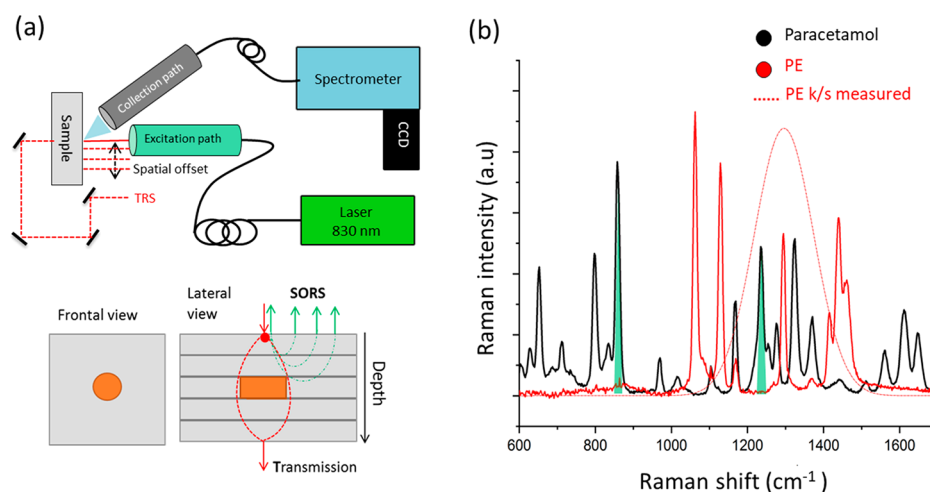 (a)
Collection path
Spectrometer
CCD
Sample
Excitation path
Spatial offset
TRS
Laser
830 nm
Frontal view
Lateral
view
SORS
Depth
Transmission
(b)
Paracetamol
PE
PE k/s measured
Raman intensity (a.u)
600 800 1000 1200 1400 1600
Raman shift (cm⁻¹)